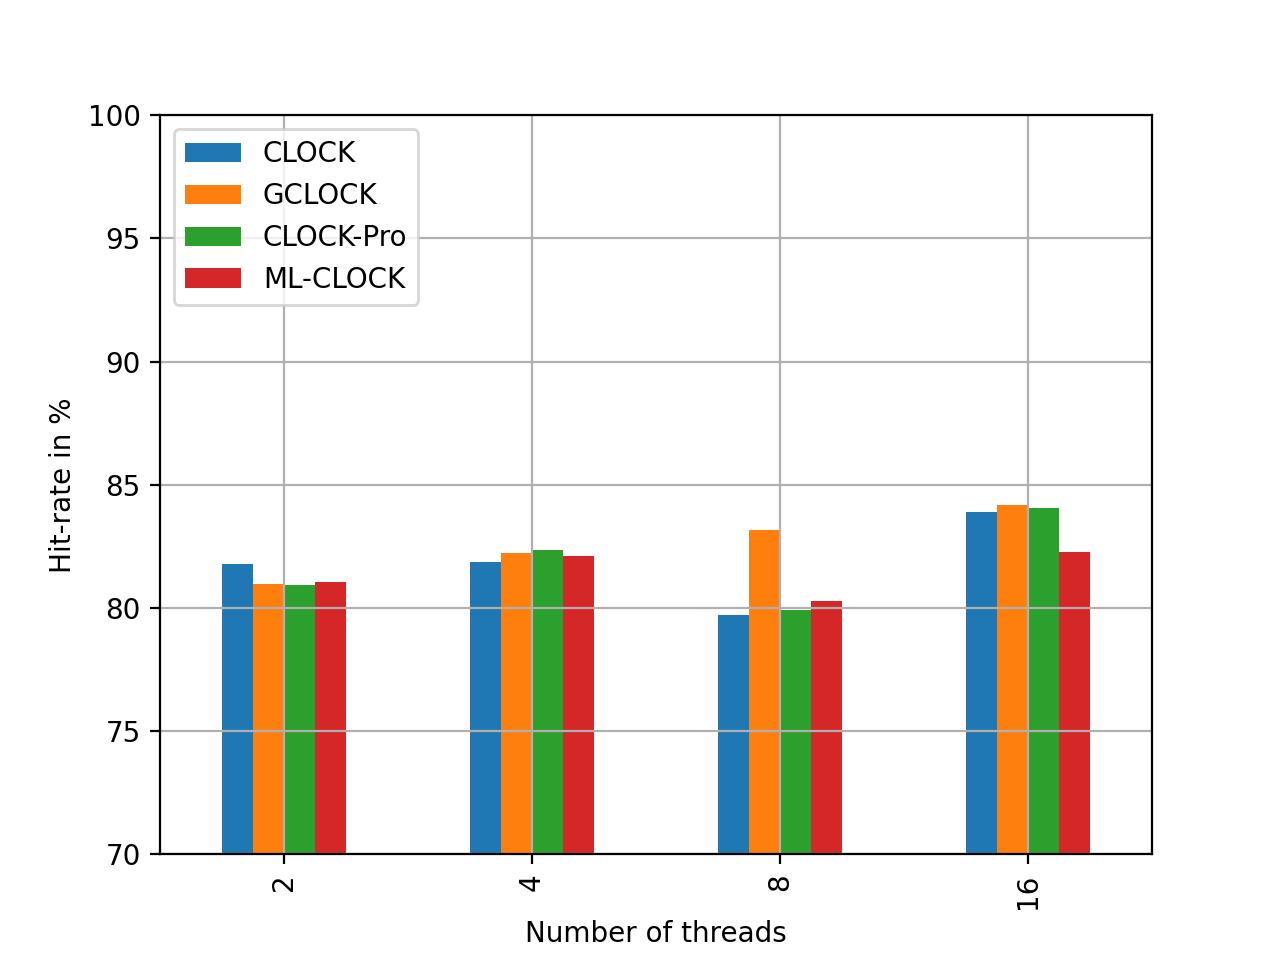 100
95
90
85
80
75
70
Hit-rate in %
CLOCK
GCLOCK
CLOCK-Pro
ML-CLOCK
2
4
8
16
Number of threads